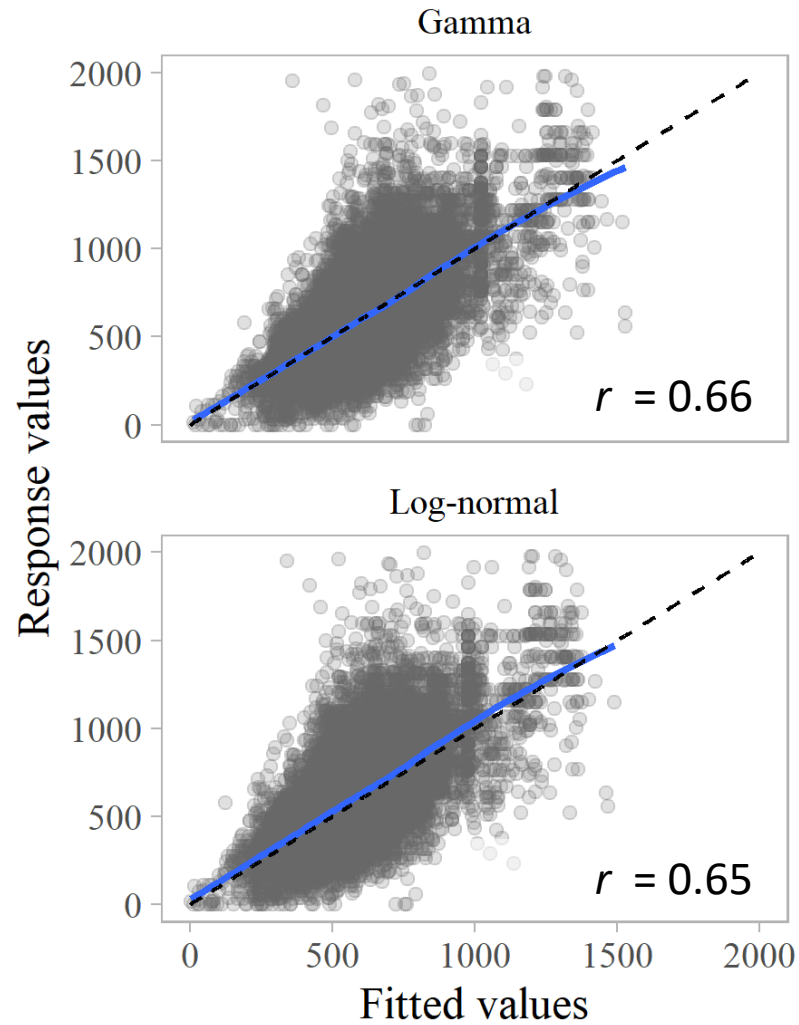 Gamma
2000
1500
1000
500
0
r = 0.66
Response values
Log-normal
2000
1500
1000
500
0
r = 0.65
0 500 1000 1500 2000
Fitted values